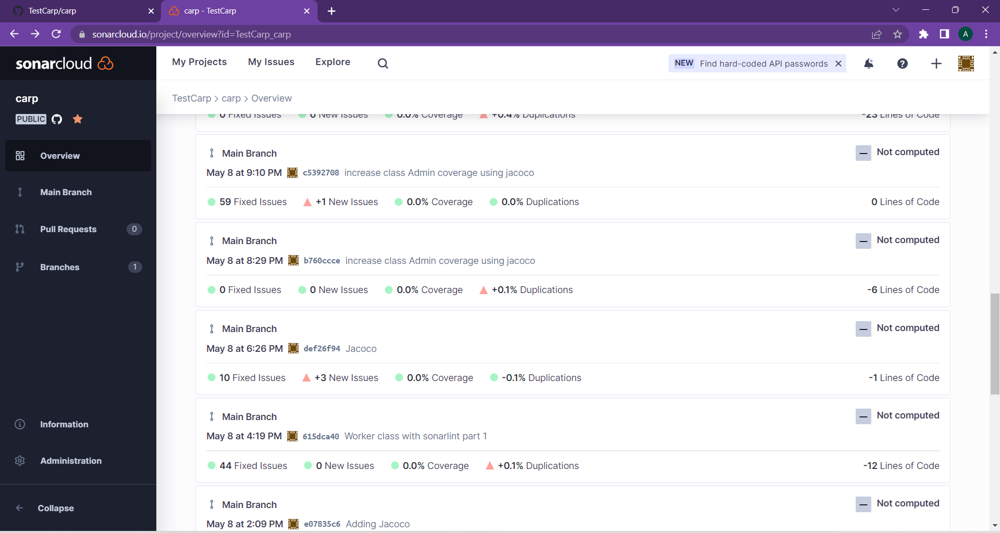 TestCarp/carp
carp - TestCarp
sonarcloud.io/project/overview?id=TestCarp_carp
A
sonarcloud
My Projects
My Issues
Explore
NEW Find hard-coded API passwords
carp
PUBLIC
Overview
Main Branch
Pull Requests 0
Branches 1
Information
Administration
Collapse
TestCarp > carp > Overview
0 Fixed Issues 0 New Issues 0.0% Coverage +0.4% Duplications -23 Lines of Code
Main Branch Not computed
May 8 at 9:10 PM c5392708 increase class Admin coverage using jacoco
59 Fixed Issues +1 New Issues 0.0% Coverage 0.0% Duplications 0 Lines of Code
Main Branch Not computed
May 8 at 8:29 PM b760ccce increase class Admin coverage using jacoco
0 Fixed Issues 0 New Issues 0.0% Coverage +0.1% Duplications -6 Lines of Code
Main Branch Not computed
May 8 at 6:26 PM def26f94 Jacoco
10 Fixed Issues +3 New Issues 0.0% Coverage -0.1% Duplications -1 Lines of Code
Main Branch Not computed
May 8 at 4:19 PM 615dca40 Worker class with sonarlint part 1
44 Fixed Issues 0 New Issues 0.0% Coverage +0.1% Duplications -12 Lines of Code
Main Branch Not computed
May 8 at 2:09 PM e07835c6 Adding Jacoco